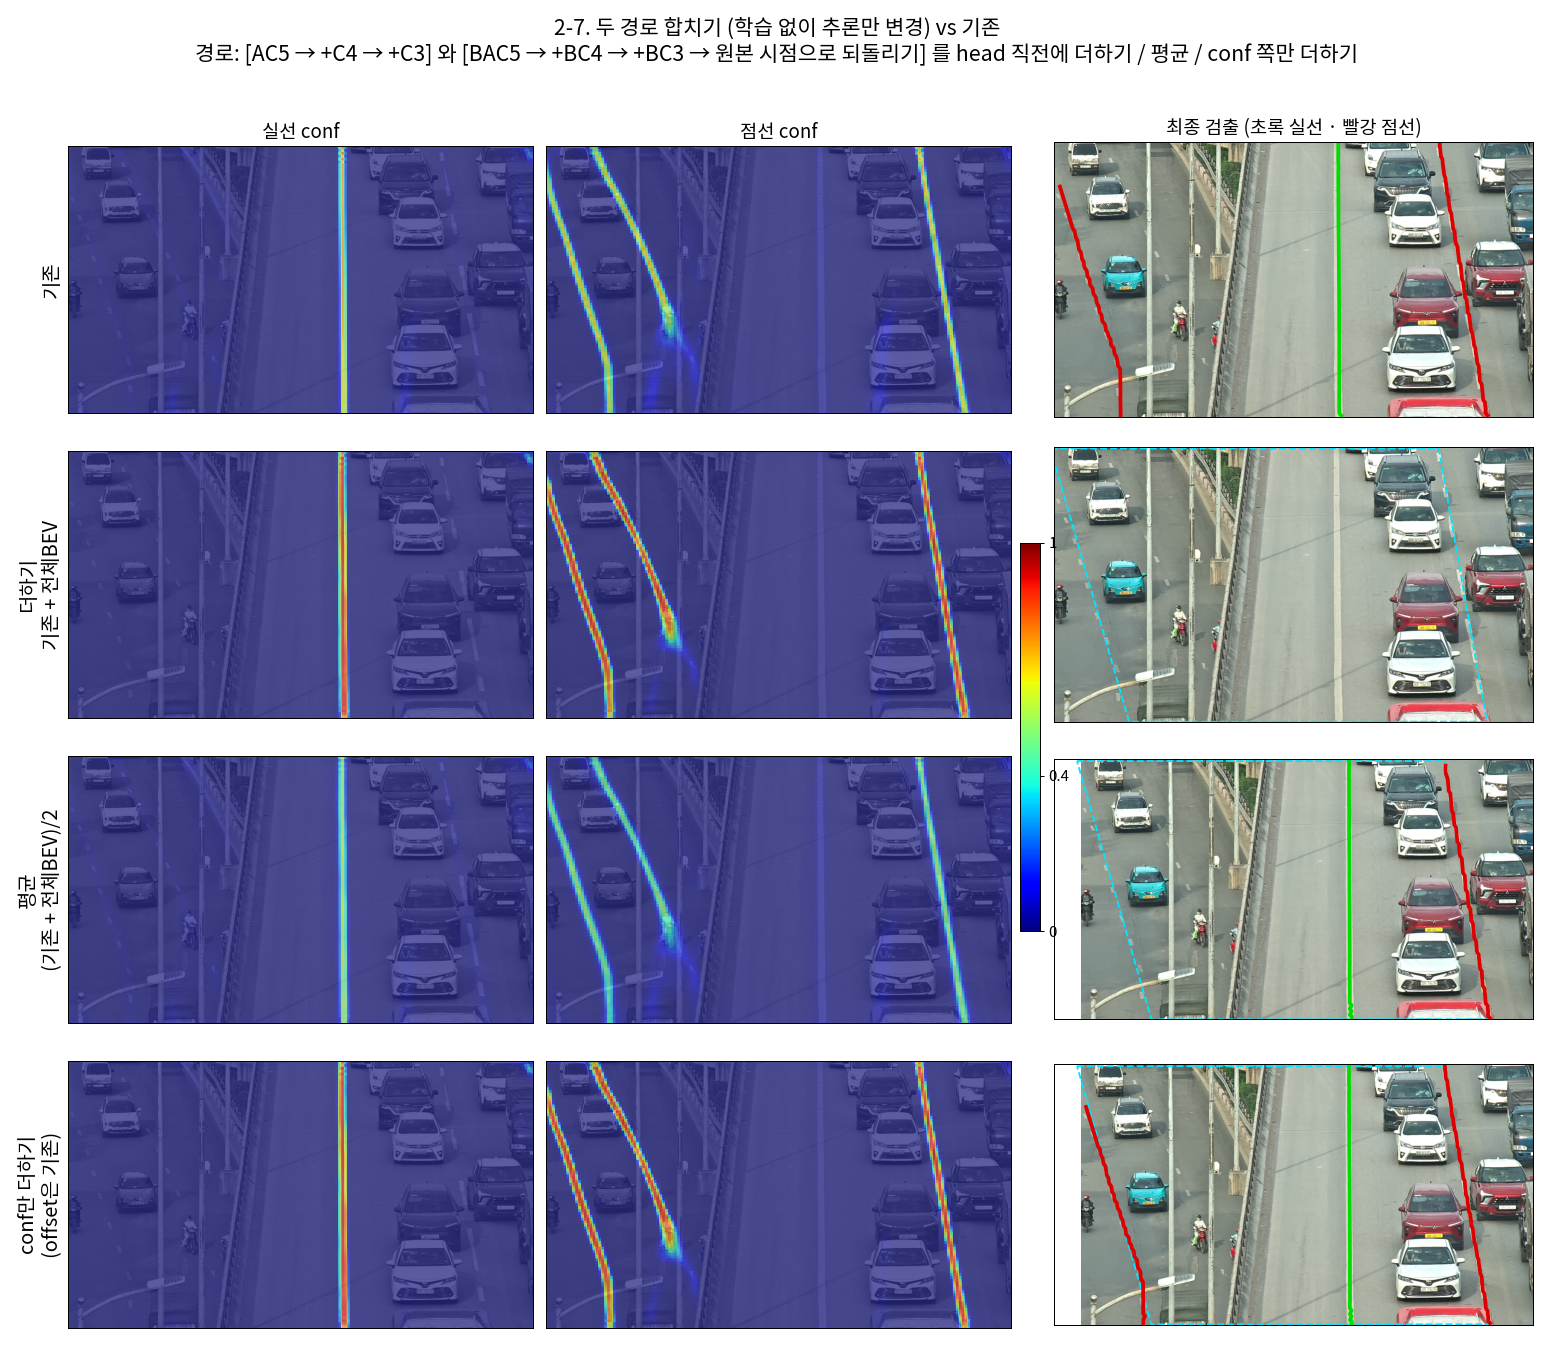 2-7. 두 경로 합치기 (학습 없이 추론만 변경) vs 기존
경로: [AC5 → +C4 → +C3] 와 [BAC5 → +BC4 → +BC3 → 원본 시점으로 되돌리기] 를 head 직전에 더하기 / 평균 / conf 쪽만 더하기
실선 conf
점선 conf
최종 검출 (초록 실선 · 빨강 점선)
기존
더하기
기존 + 전체BEV
1
0.4
0
평균
(기존 + 전체BEV)/2
conf만 더하기
(offset은 기존)